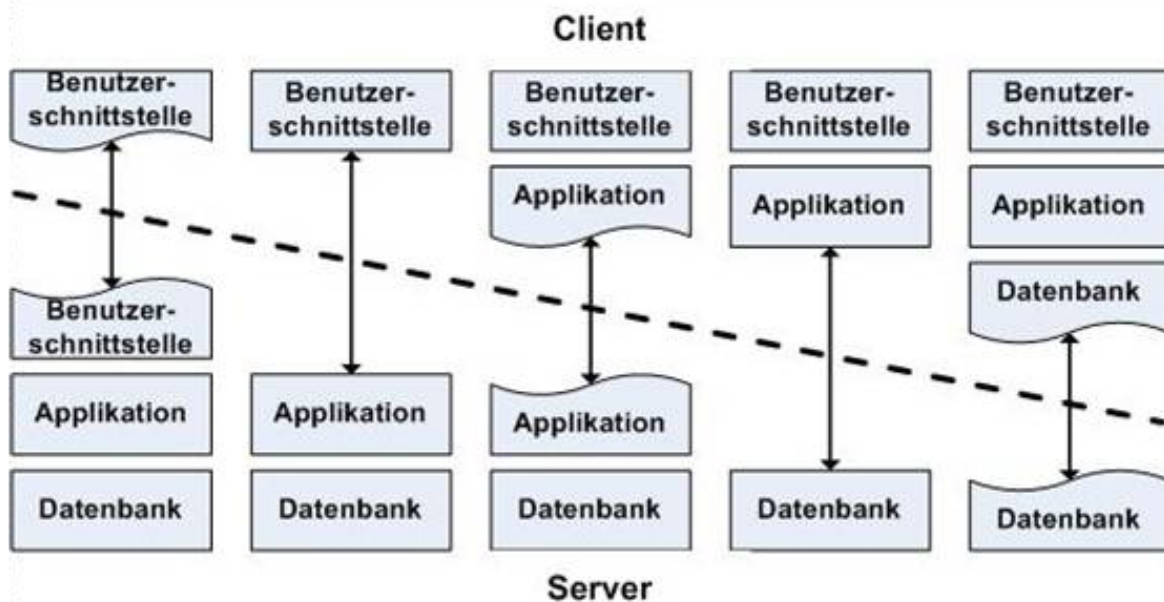 Client
Benutzer-
schnittstelle
Benutzer-
schnittstelle
Applikation
Datenbank
Benutzer-
schnittstelle
Applikation
Datenbank
Benutzer-
schnittstelle
Applikation
Applikation
Datenbank
Benutzer-
schnittstelle
Applikation
Datenbank
Benutzer-
schnittstelle
Applikation
Datenbank
Datenbank
Server